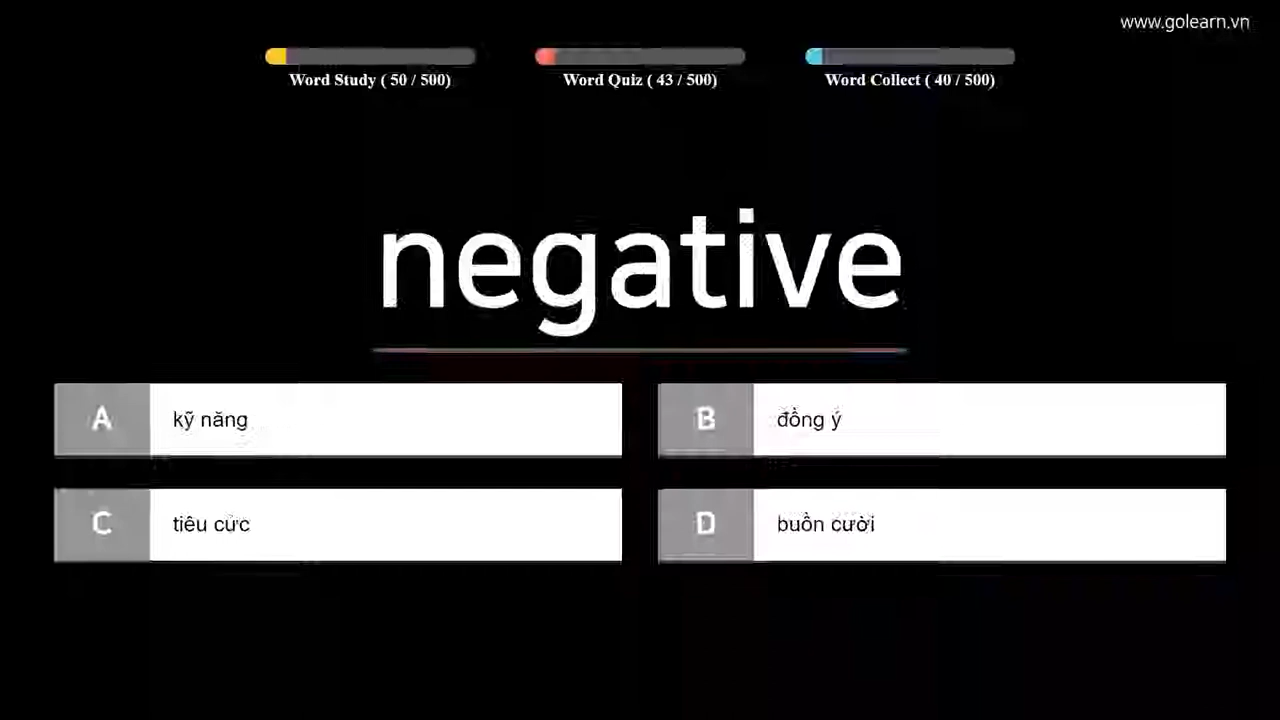 www.golearn.vn
Word Study ( 50 / 500)
Word Quiz ( 43 / 500)
Word Collect ( 40 / 500)
negative
A kỹ năng
B đồng ý
C tiêu cực
D buồn cười